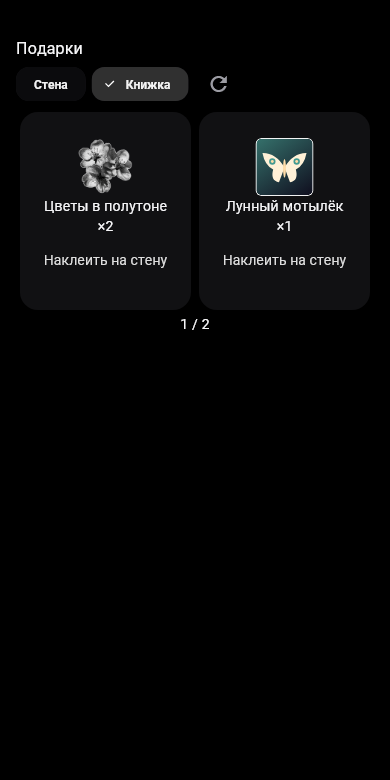 Подарки
Стена
Книжка
Цветы в полутоне
×2
Наклеить на стену
Лунный мотылёк
×1
Наклеить на стену
1 / 2